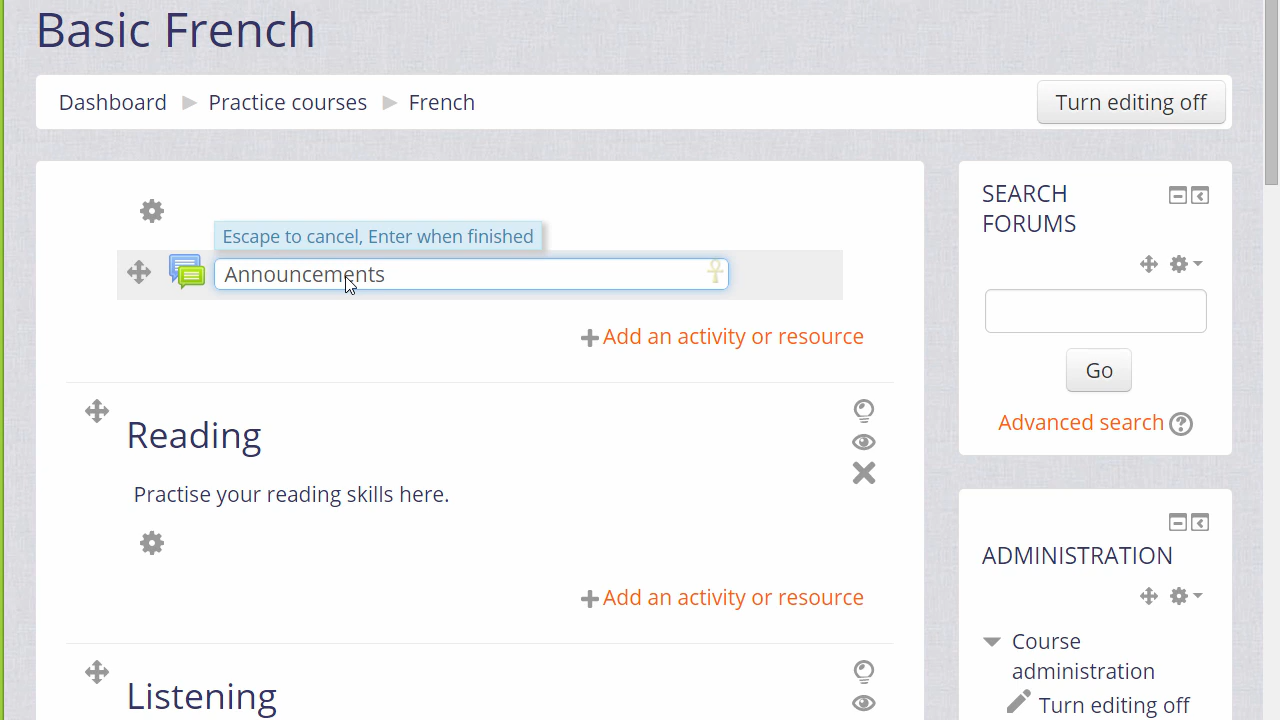 Basic French
Dashboard Practice courses French
Turn editing off
Escape to cancel, Enter when finished
Announcements
Add an activity or resource
Reading
Practise your reading skills here.
Add an activity or resource
Listening
SEARCH
FORUMS
Go
Advanced search ?
ADMINISTRATION
Course
administration
Turn editing off